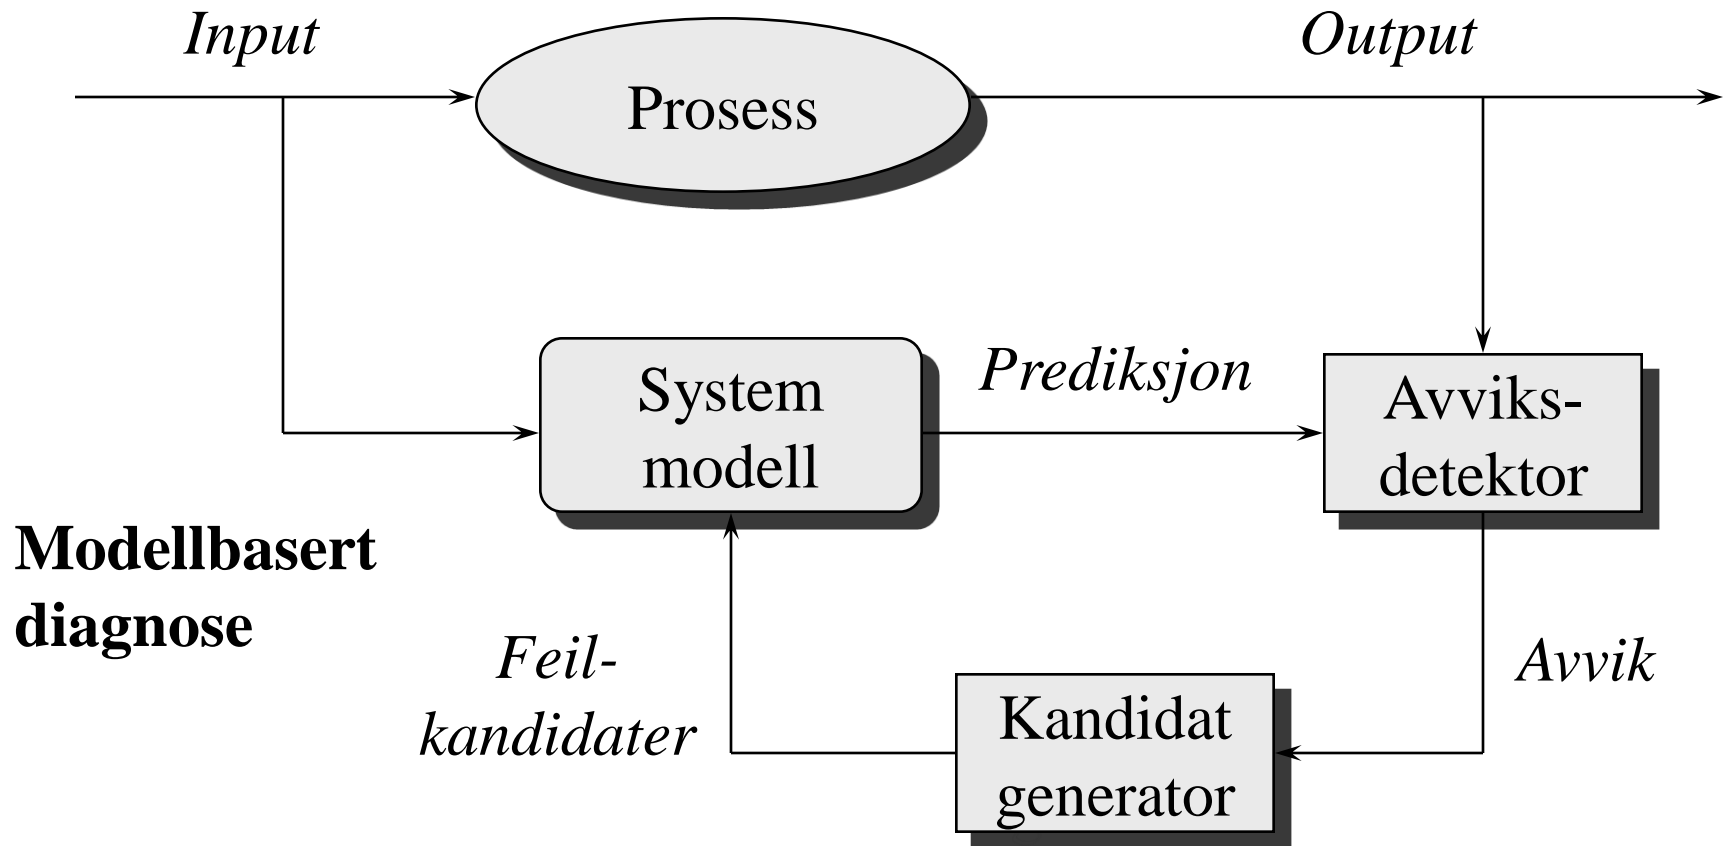 Input
Output
Prosess
System
modell
Prediksjon
Avviks-
detektor
Modellbasert
diagnose
Feil-
kandidater
Kandidat
generator
Avvik